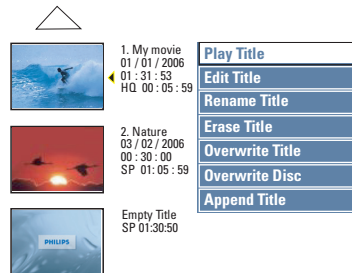 1. My movie
01 / 01 / 2006
01 : 31 : 53
HQ 00 : 05 : 59
2. Nature
03 / 02 / 2006
00 : 30 : 00
SP 01: 05 : 59
PHILIPS
Empty Title
SP 01:30:50
Play Title
Edit Title
Rename Title
Erase Title
Overwrite Title
Overwrite Disc
Append Title